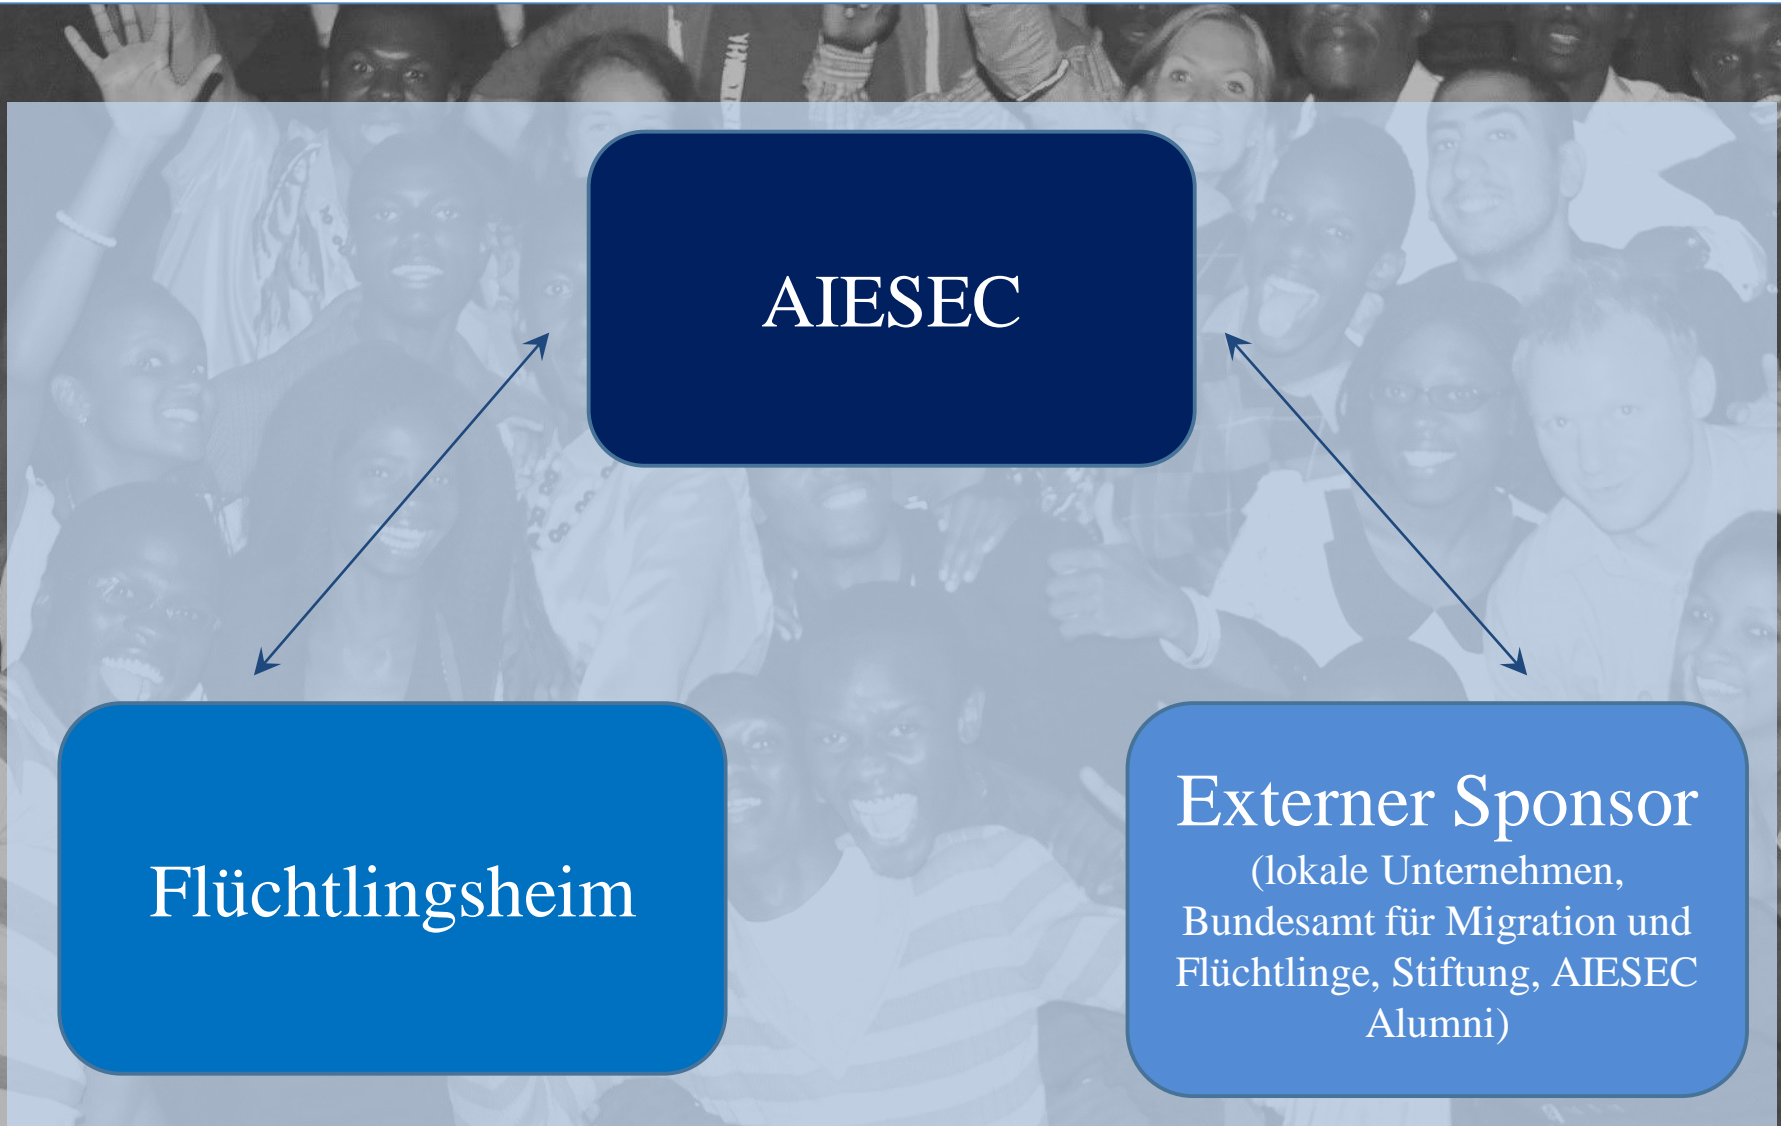 AIESEC
Flüchtlingsheim
Externer Sponsor
(lokale Unternehmen,
Bundesamt für Migration und
Flüchtlinge, Stiftung, AIESEC
Alumni)